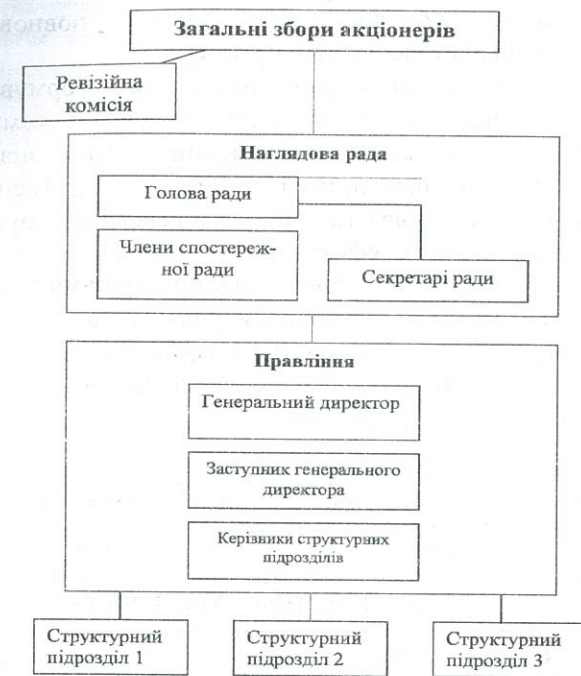 Загальні збори акціонерів
Ревізійна
комісія
Наглядова рада
Голова ради
Члени спостереж-
ної ради
Секретарі ради
Правління
Генеральний директор
Заступник генерального
директора
Керівники структурних
підрозділів
Структурний
підрозділ 1
Структурний
підрозділ 2
Структурний
підрозділ 3